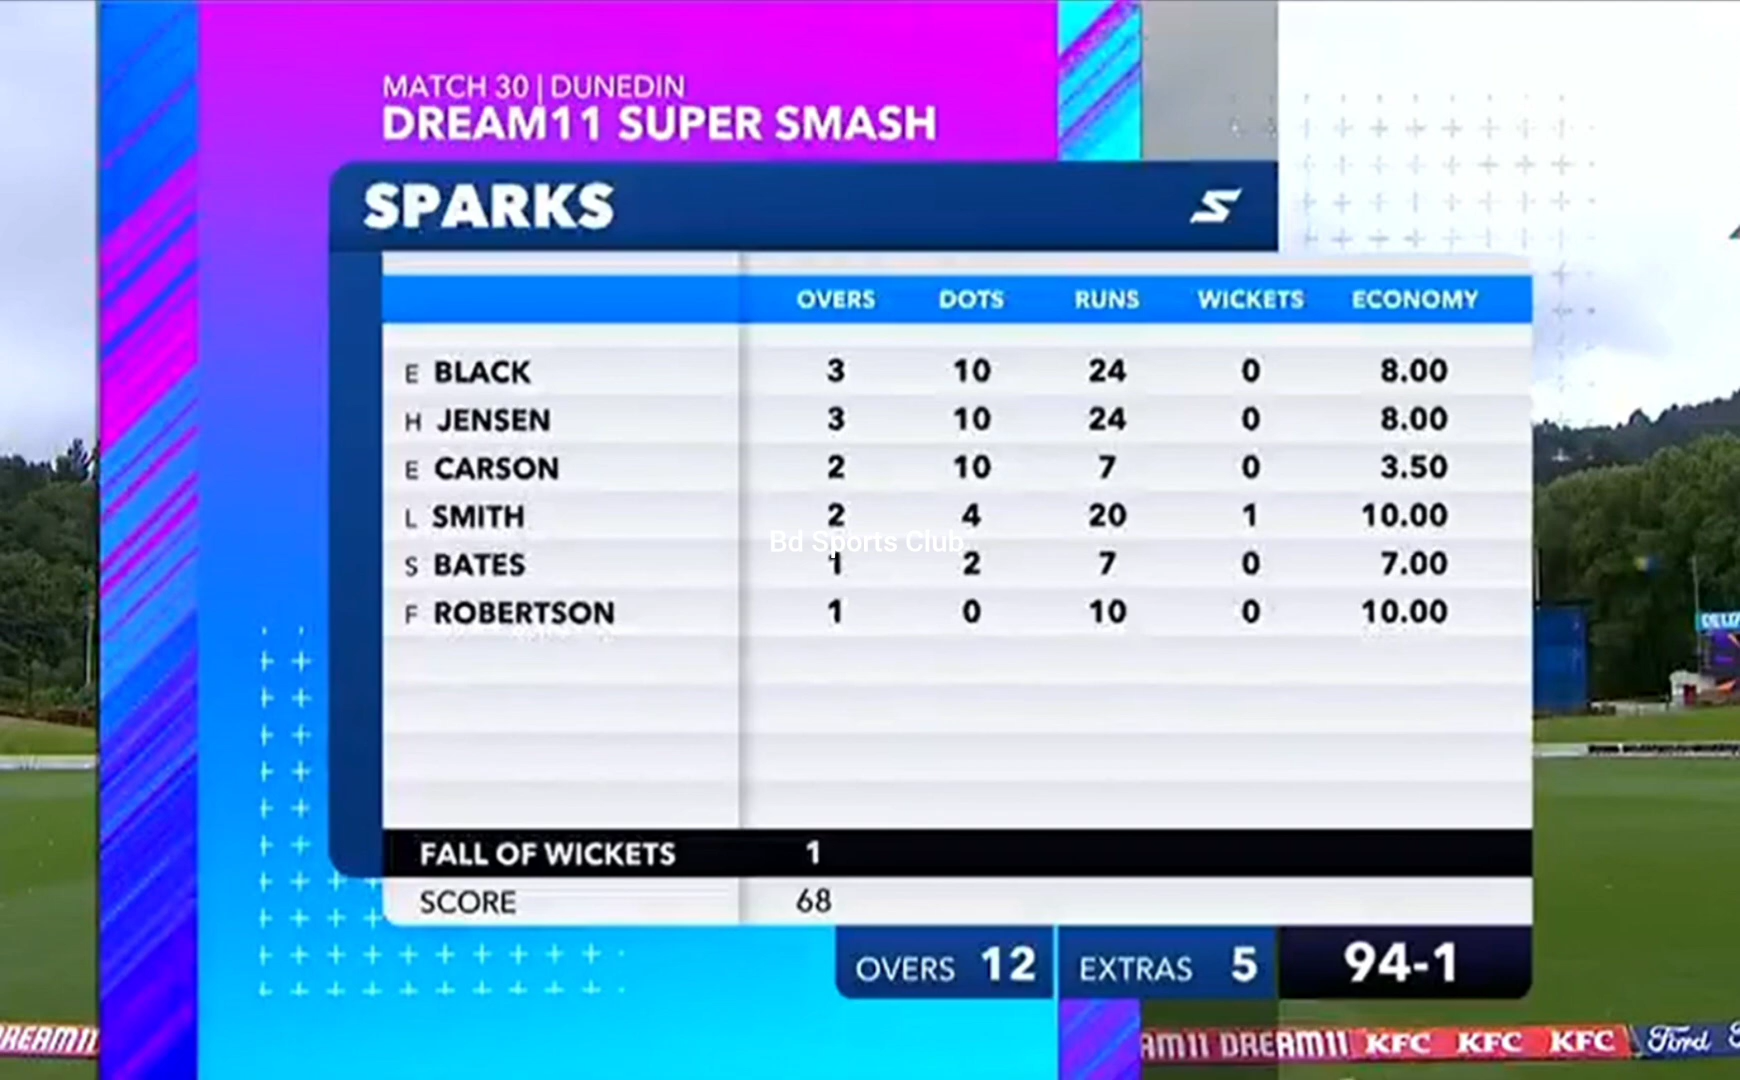 MATCH 30 | DUNEDIN
DREAM11 SUPER SMASH
SPARKS
OVERS DOTS RUNS WICKETS ECONOMY
E BLACK 3 10 24 0 8.00
H JENSEN 3 10 24 0 8.00
E CARSON 2 10 7 0 3.50
L SMITH 2 4 20 1 10.00
Bd Sports Club
S BATES 1 2 7 0 7.00
F ROBERTSON 1 0 10 0 10.00
FALL OF WICKETS 1
SCORE 68
OVERS 12 EXTRAS 5 94-1
DREAM11 AM11 DREAM11 KFC KFC KFC Ford